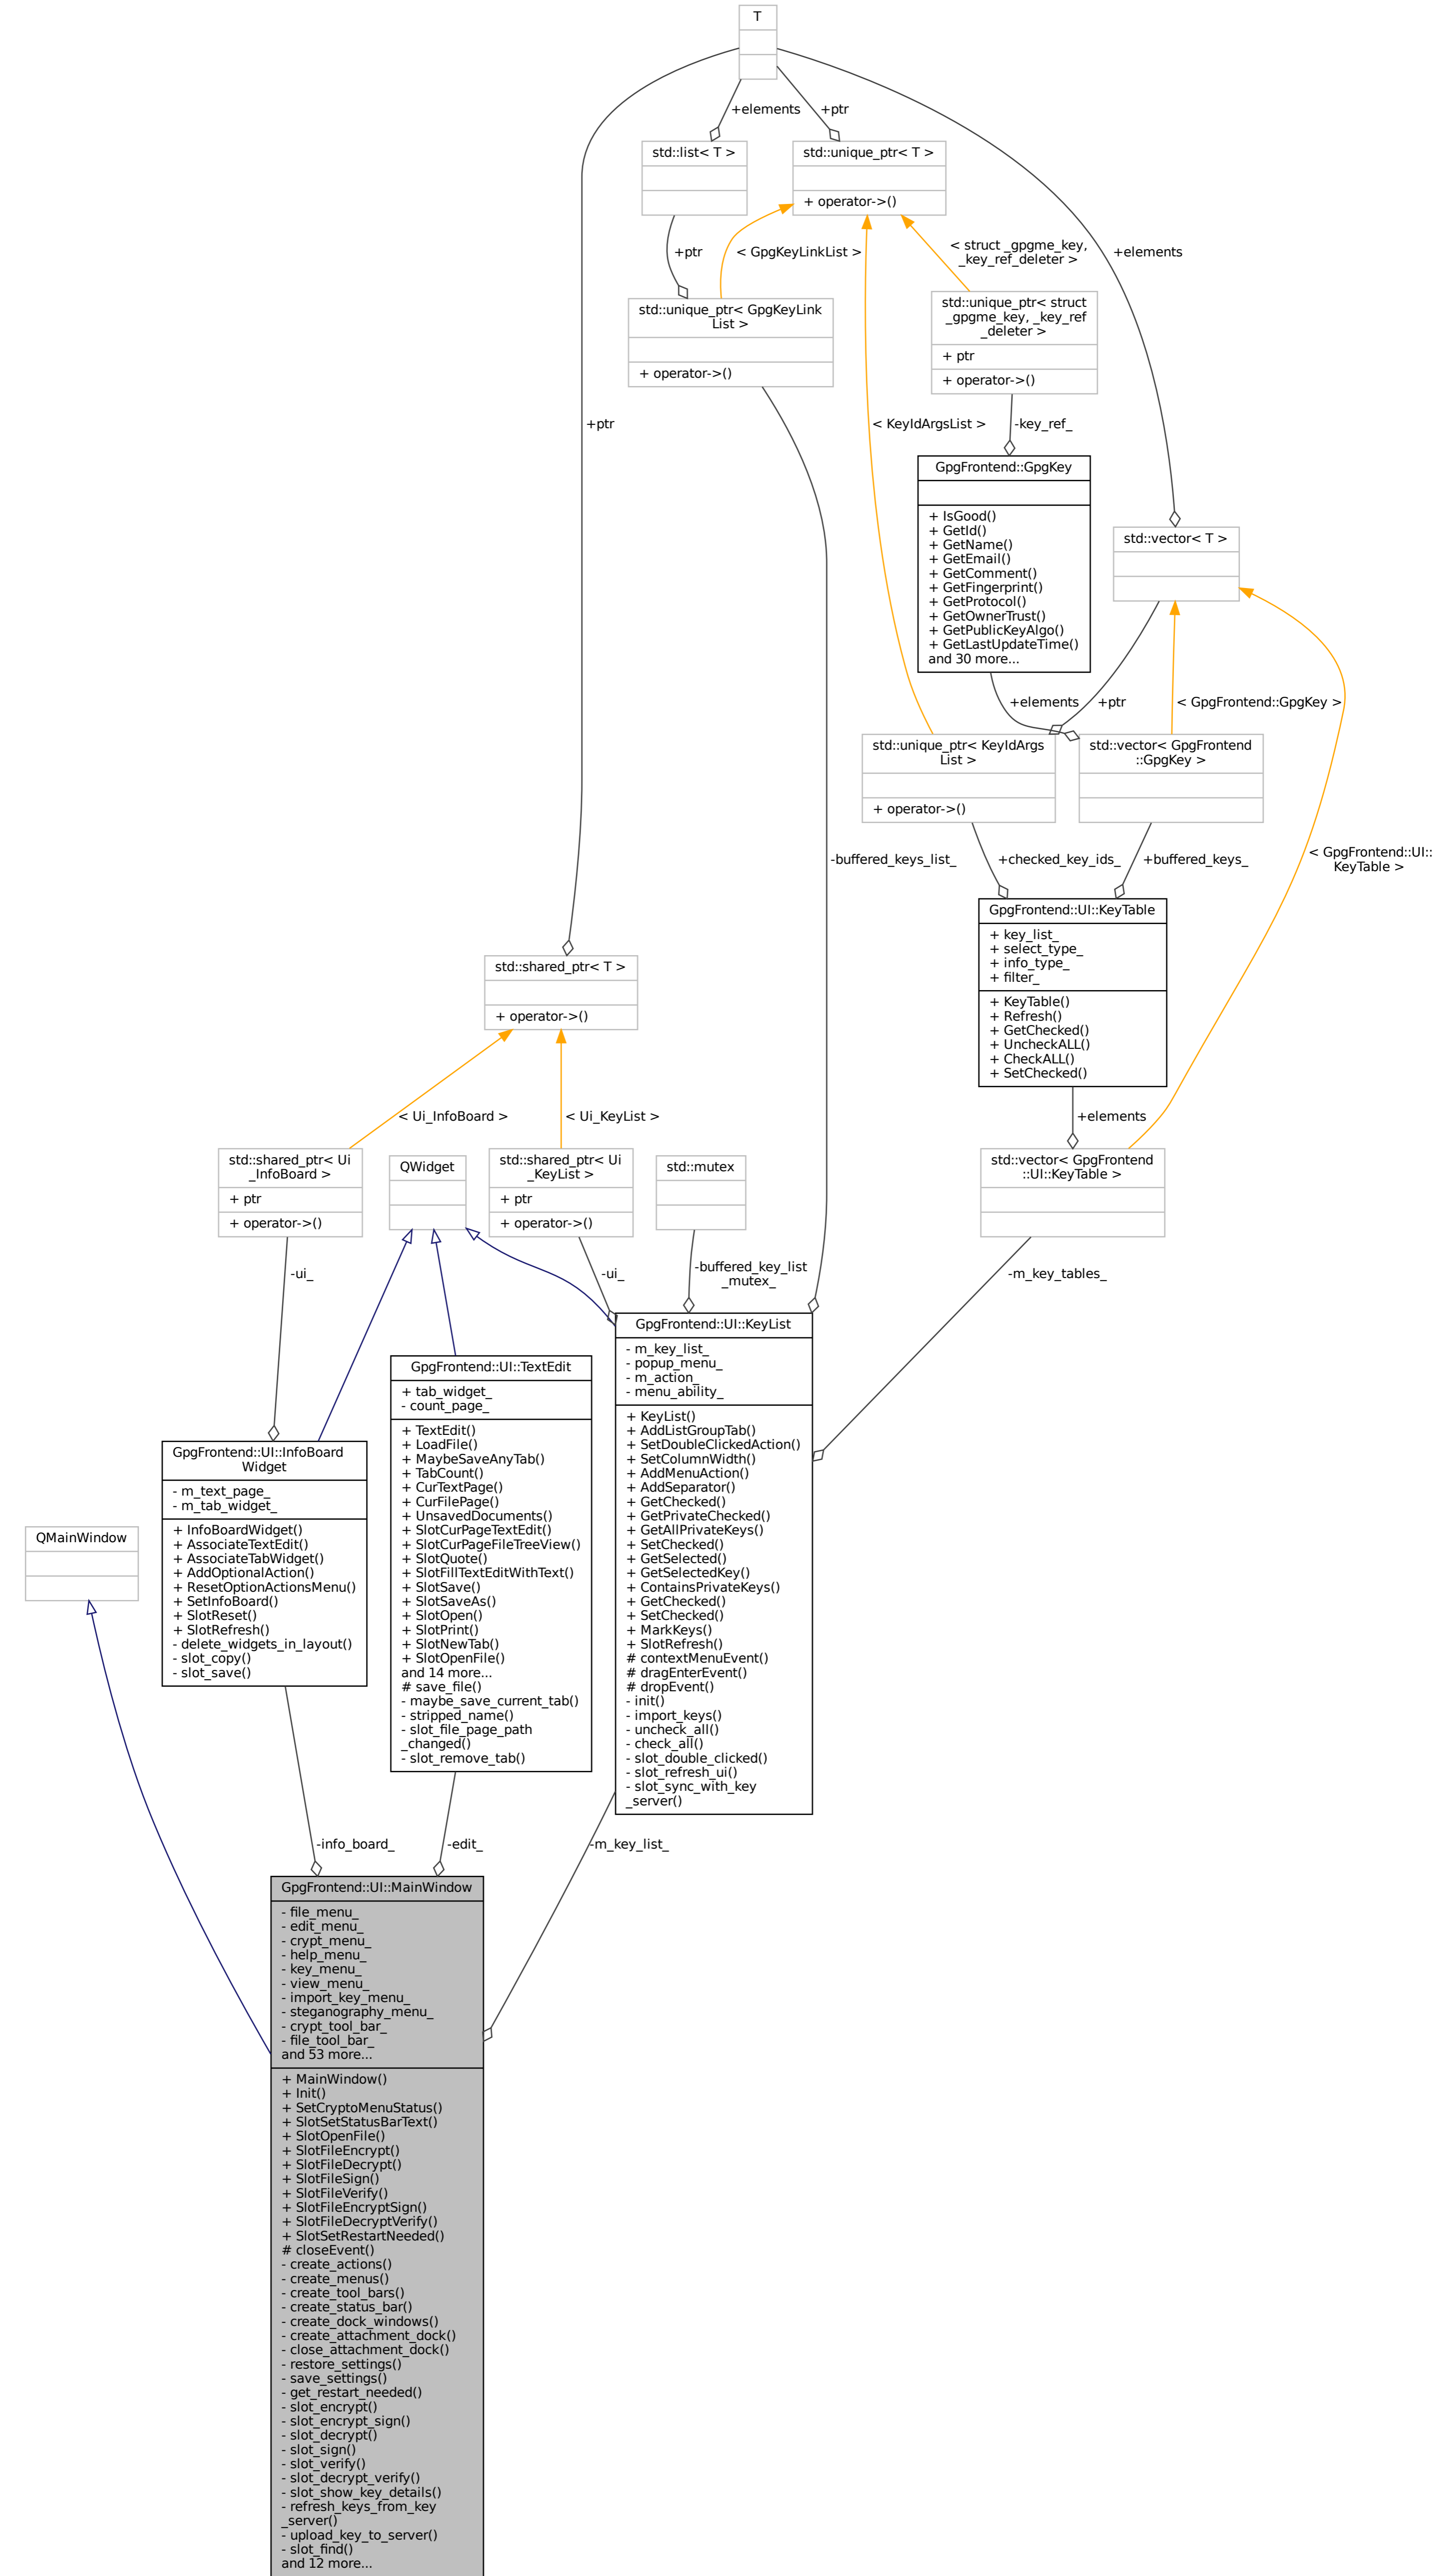 T
+elements
+ptr
std::list< T >
std::unique_ptr< T >
+ operator->()
+ptr
< GpgKeyLinkList >
< struct _gpgme_key,
_key_ref_deleter >
+elements
std::unique_ptr< GpgKeyLink
List >
+ operator->()
std::unique_ptr< struct
_gpgme_key, _key_ref
_deleter >
+ ptr
+ operator->()
+ptr
< KeyIdArgsList >
-key_ref_
GpgFrontend::GpgKey
+ IsGood()
+ GetId()
+ GetName()
+ GetEmail()
+ GetComment()
+ GetFingerprint()
+ GetProtocol()
+ GetOwnerTrust()
+ GetPublicKeyAlgo()
+ GetLastUpdateTime()
and 30 more...
std::vector< T >
+elements
+ptr
< GpgFrontend::GpgKey >
std::unique_ptr< KeyIdArgs
List >
+ operator->()
std::vector< GpgFrontend
::GpgKey >
-buffered_keys_list_
+checked_key_ids_
+buffered_keys_
< GpgFrontend::UI::
KeyTable >
GpgFrontend::UI::KeyTable
+ key_list_
+ select_type_
+ info_type_
+ filter_
+ KeyTable()
+ Refresh()
+ GetChecked()
+ UncheckALL()
+ CheckALL()
+ SetChecked()
std::shared_ptr< T >
+ operator->()
< Ui_InfoBoard >
< Ui_KeyList >
+elements
std::shared_ptr< Ui
_InfoBoard >
+ ptr
+ operator->()
QWidget
std::shared_ptr< Ui
_KeyList >
+ ptr
+ operator->()
std::mutex
std::vector< GpgFrontend
::UI::KeyTable >
-ui_
-ui_
-buffered_key_list
_mutex_
-m_key_tables_
GpgFrontend::UI::KeyList
- m_key_list_
- popup_menu_
- m_action_
- menu_ability_
+ KeyList()
+ AddListGroupTab()
+ SetDoubleClickedAction()
+ SetColumnWidth()
+ AddMenuAction()
+ AddSeparator()
+ GetChecked()
+ GetPrivateChecked()
+ GetAllPrivateKeys()
+ SetChecked()
+ GetSelected()
+ GetSelectedKey()
+ ContainsPrivateKeys()
+ GetChecked()
+ SetChecked()
+ MarkKeys()
+ SlotRefresh()
# contextMenuEvent()
# dragEnterEvent()
# dropEvent()
- init()
- import_keys()
- uncheck_all()
- check_all()
- slot_double_clicked()
- slot_refresh_ui()
- slot_sync_with_key
_server()
GpgFrontend::UI::TextEdit
+ tab_widget_
- count_page_
+ TextEdit()
+ LoadFile()
+ MaybeSaveAnyTab()
+ TabCount()
+ CurTextPage()
+ CurFilePage()
+ UnsavedDocuments()
+ SlotCurPageTextEdit()
+ SlotCurPageFileTreeView()
+ SlotQuote()
+ SlotFillTextEditWithText()
+ SlotSave()
+ SlotSaveAs()
+ SlotOpen()
+ SlotPrint()
+ SlotNewTab()
+ SlotOpenFile()
and 14 more...
# save_file()
- maybe_save_current_tab()
- stripped_name()
- slot_file_page_path
_changed()
- slot_remove_tab()
GpgFrontend::UI::InfoBoard
Widget
- m_text_page_
- m_tab_widget_
+ InfoBoardWidget()
+ AssociateTextEdit()
+ AssociateTabWidget()
+ AddOptionalAction()
+ ResetOptionActionsMenu()
+ SetInfoBoard()
+ SlotReset()
+ SlotRefresh()
- delete_widgets_in_layout()
- slot_copy()
- slot_save()
QMainWindow
-info_board_
-edit_
-m_key_list_
GpgFrontend::UI::MainWindow
- file_menu_
- edit_menu_
- crypt_menu_
- help_menu_
- key_menu_
- view_menu_
- import_key_menu_
- steganography_menu_
- crypt_tool_bar_
- file_tool_bar_
and 53 more...
+ MainWindow()
+ Init()
+ SetCryptoMenuStatus()
+ SlotSetStatusBarText()
+ SlotOpenFile()
+ SlotFileEncrypt()
+ SlotFileDecrypt()
+ SlotFileSign()
+ SlotFileVerify()
+ SlotFileEncryptSign()
+ SlotFileDecryptVerify()
+ SlotSetRestartNeeded()
# closeEvent()
- create_actions()
- create_menus()
- create_tool_bars()
- create_status_bar()
- create_dock_windows()
- create_attachment_dock()
- close_attachment_dock()
- restore_settings()
- save_settings()
- get_restart_needed()
- slot_encrypt()
- slot_encrypt_sign()
- slot_decrypt()
- slot_sign()
- slot_verify()
- slot_decrypt_verify()
- slot_show_key_details()
- refresh_keys_from_key
_server()
- upload_key_to_server()
- slot_find()
and 12 more...